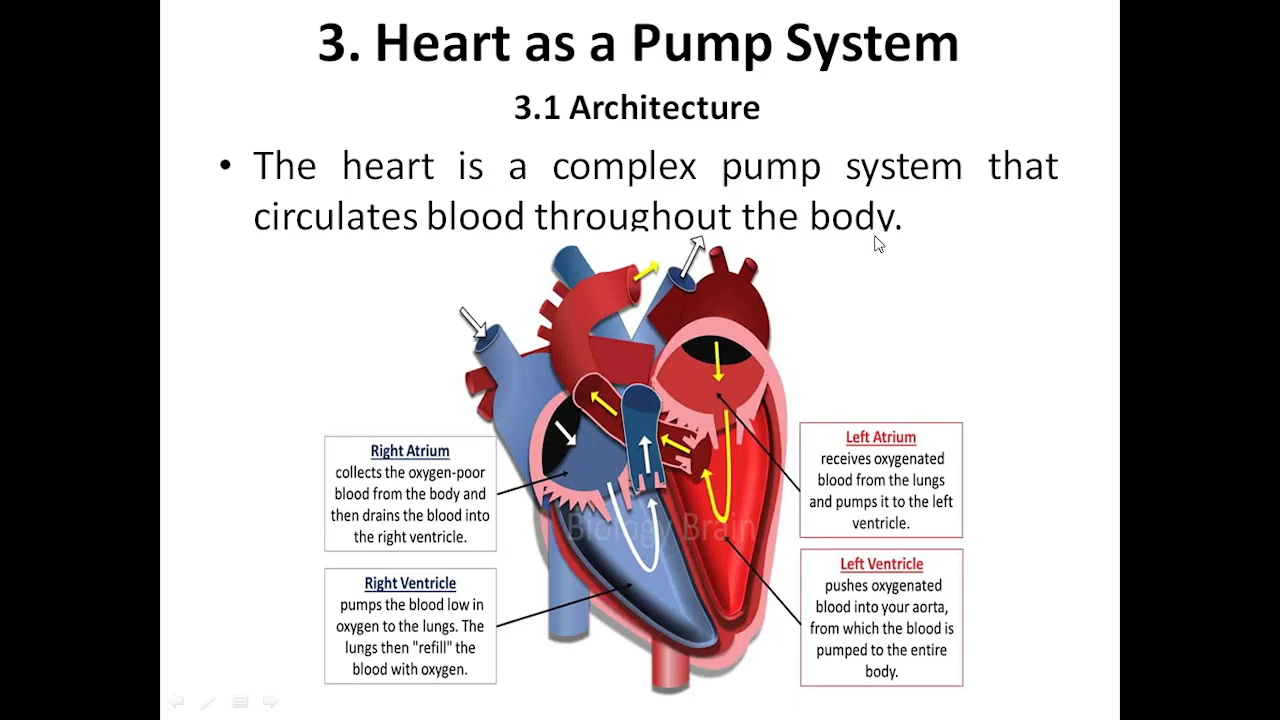 3. Heart as a Pump System
3.1 Architecture
• The heart is a complex pump system that
circulates blood throughout the body.
Right Atrium
collects the oxygen-poor
blood from the body and
then drains the blood into
the right ventricle.
Right Ventricle
pumps the blood low in
oxygen to the lungs. The
lungs then "refill" the
blood with oxygen.
Left Atrium
receives oxygenated
blood from the lungs
and pumps it to the left
ventricle.
Left Ventricle
pushes oxygenated
blood into your aorta,
from which the blood is
pumped to the entire
body.
Biology Brain